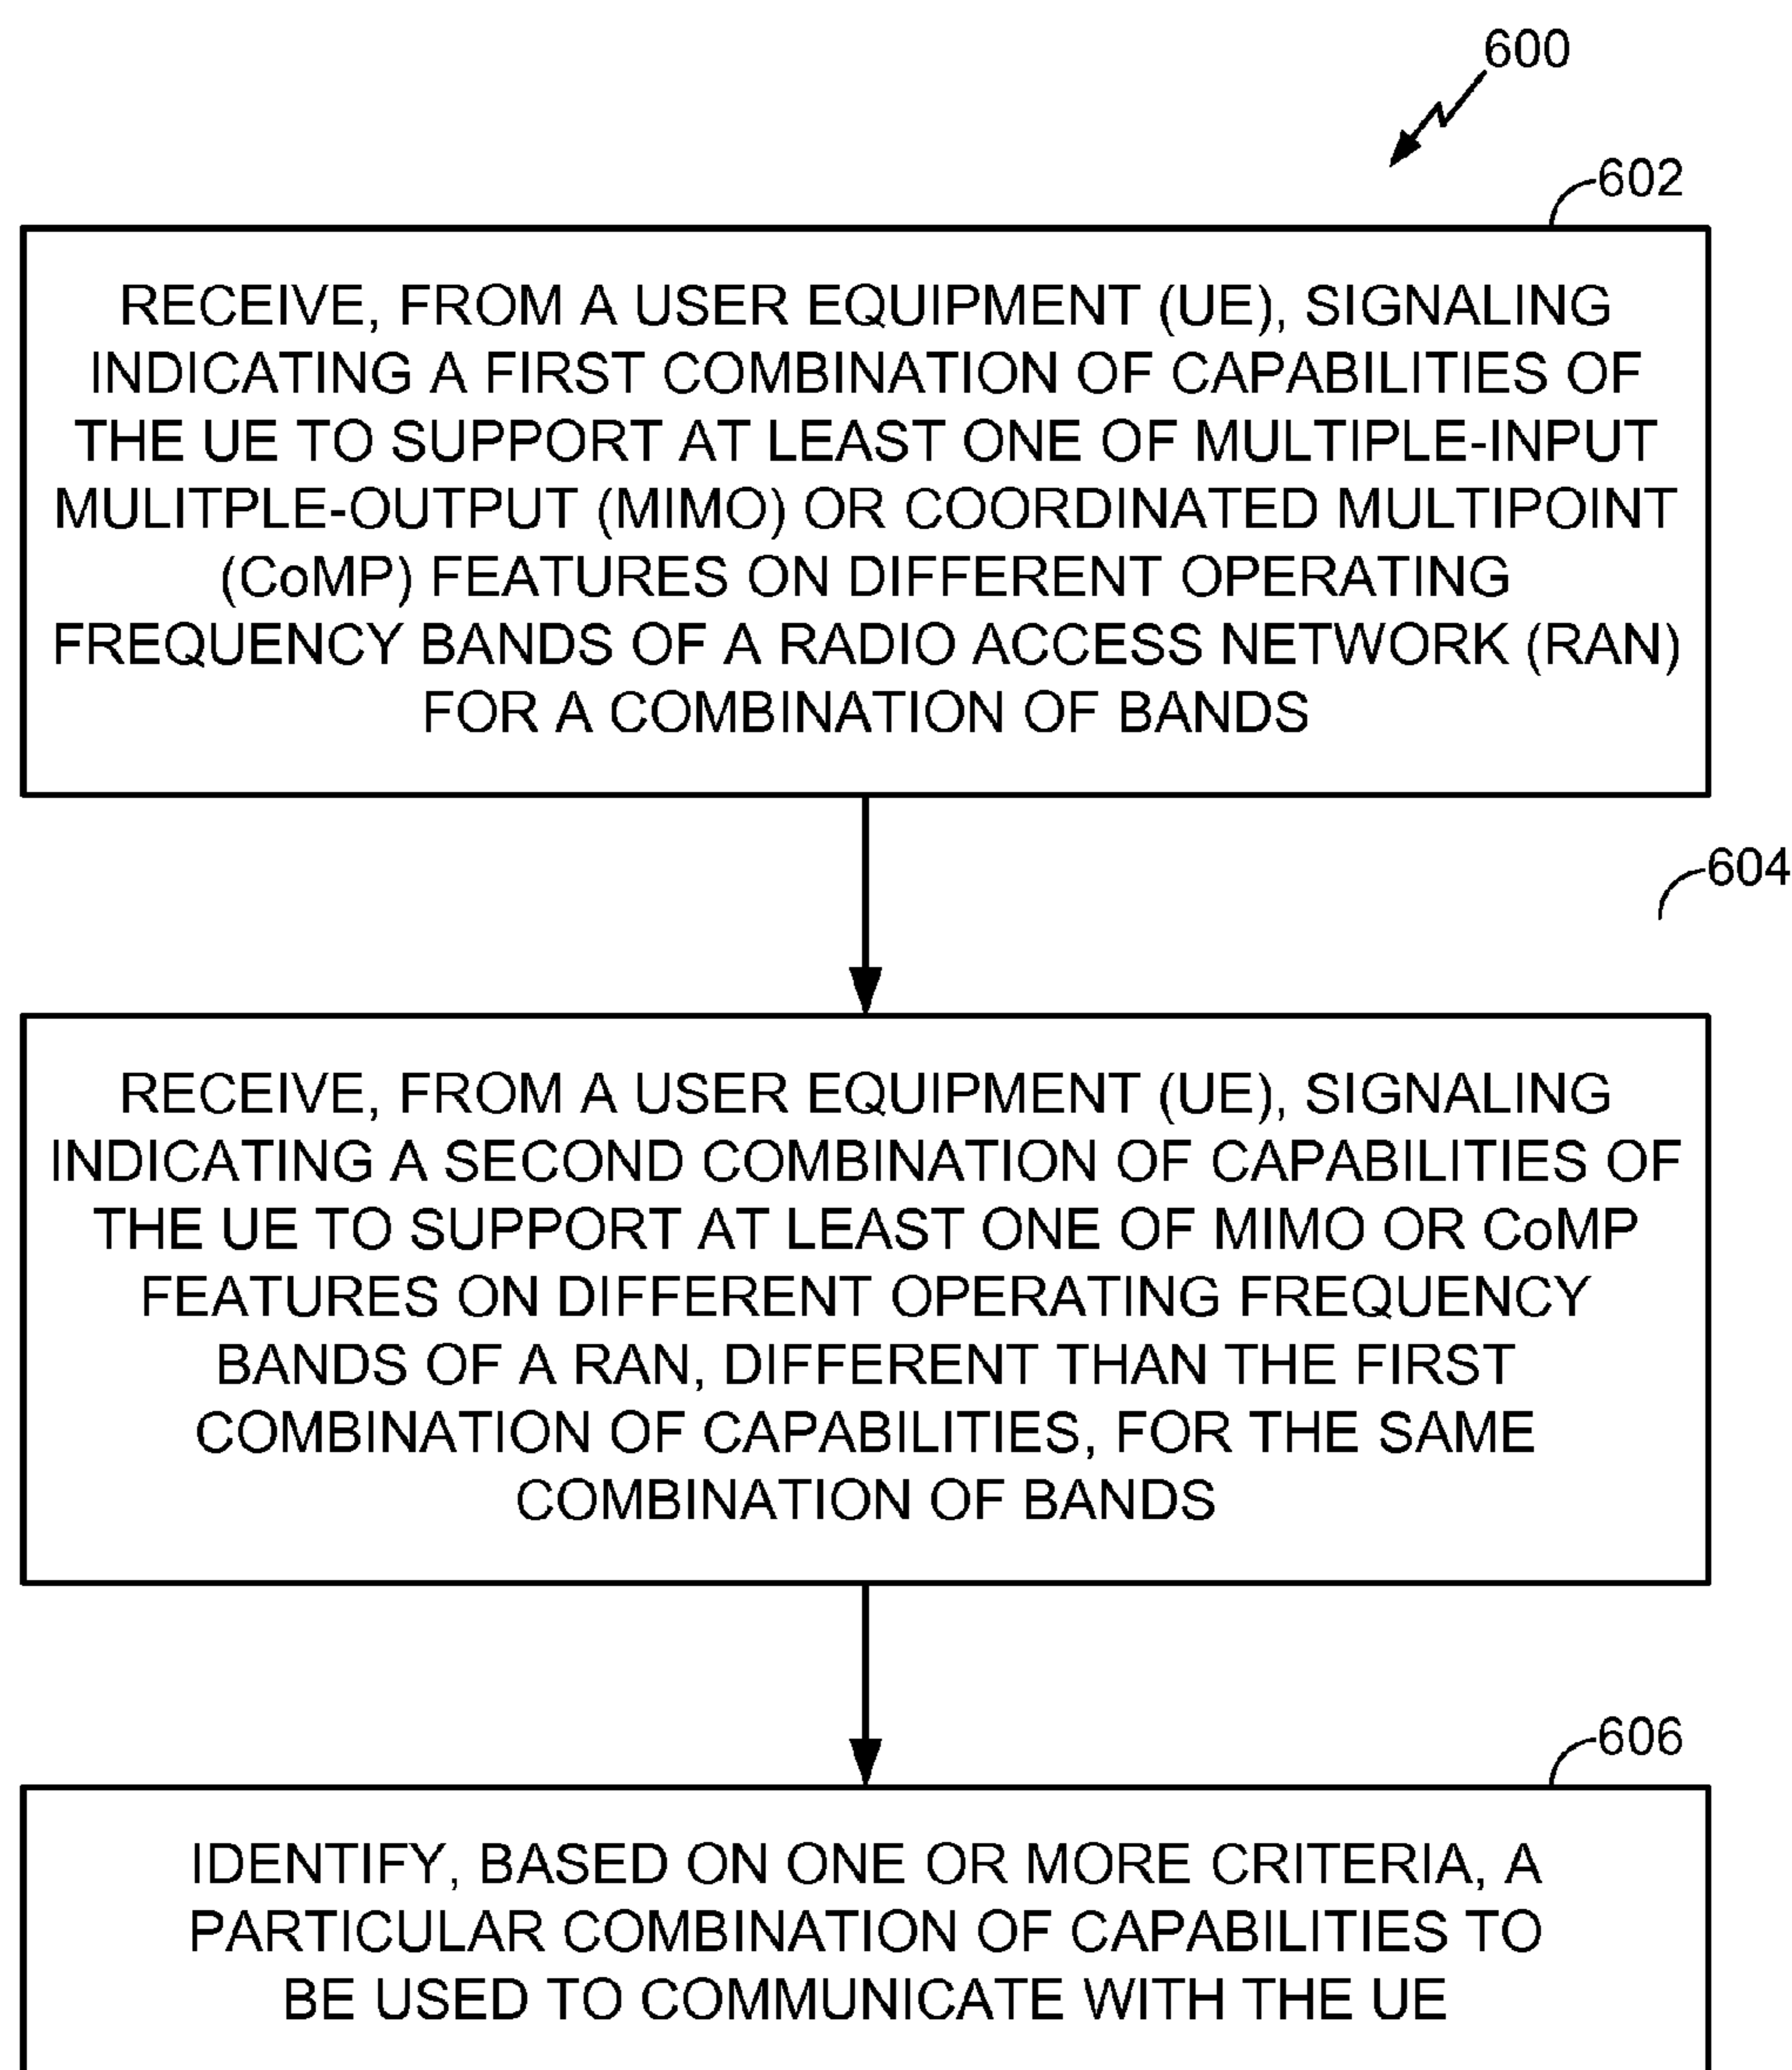 600
602
RECEIVE, FROM A USER EQUIPMENT (UE), SIGNALING
INDICATING A FIRST COMBINATION OF CAPABILITIES OF
THE UE TO SUPPORT AT LEAST ONE OF MULTIPLE-INPUT
MULITPLE-OUTPUT (MIMO) OR COORDINATED MULTIPOINT
(CoMP) FEATURES ON DIFFERENT OPERATING
FREQUENCY BANDS OF A RADIO ACCESS NETWORK (RAN)
FOR A COMBINATION OF BANDS
604
RECEIVE, FROM A USER EQUIPMENT (UE), SIGNALING
INDICATING A SECOND COMBINATION OF CAPABILITIES OF
THE UE TO SUPPORT AT LEAST ONE OF MIMO OR CoMP
FEATURES ON DIFFERENT OPERATING FREQUENCY
BANDS OF A RAN, DIFFERENT THAN THE FIRST
COMBINATION OF CAPABILITIES, FOR THE SAME
COMBINATION OF BANDS
606
IDENTIFY, BASED ON ONE OR MORE CRITERIA, A
PARTICULAR COMBINATION OF CAPABILITIES TO
BE USED TO COMMUNICATE WITH THE UE